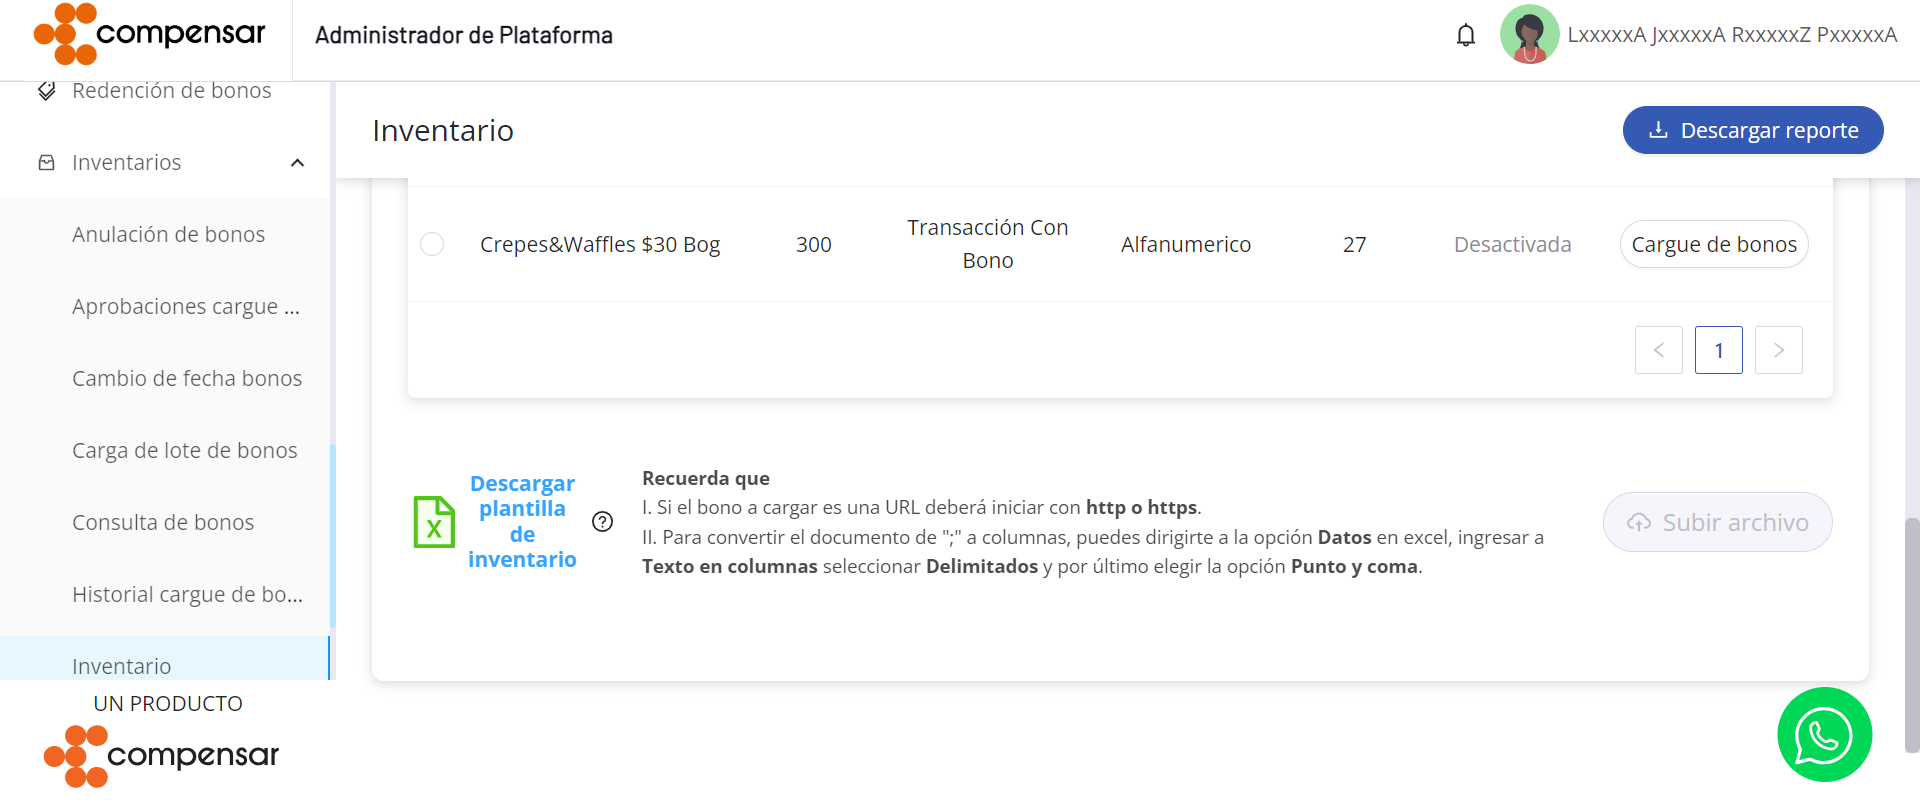 compensar
Administrador de Plataforma
LxxxxxA JxxxxxA RxxxxxZ PxxxxxA
Redención de bonos
Inventarios
Anulación de bonos
Aprobaciones cargue ...
Cambio de fecha bonos
Carga de lote de bonos
Consulta de bonos
Historial cargue de bo...
Inventario
UN PRODUCTO
compensar
Inventario
Descargar reporte
Crepes&Waffles $30 Bog 300 Transacción Con Alfanumerico 27 Desactivada Cargue de bonos
Bono
< 1 >
Descargar
plantilla
de
inventario
?
X
Recuerda que
I. Si el bono a cargar es una URL deberá iniciar con http o https.
II. Para convertir el documento de ";" a columnas, puedes dirigirte a la opción Datos en excel, ingresar a
Texto en columnas seleccionar Delimitados y por último elegir la opción Punto y coma.
Subir archivo